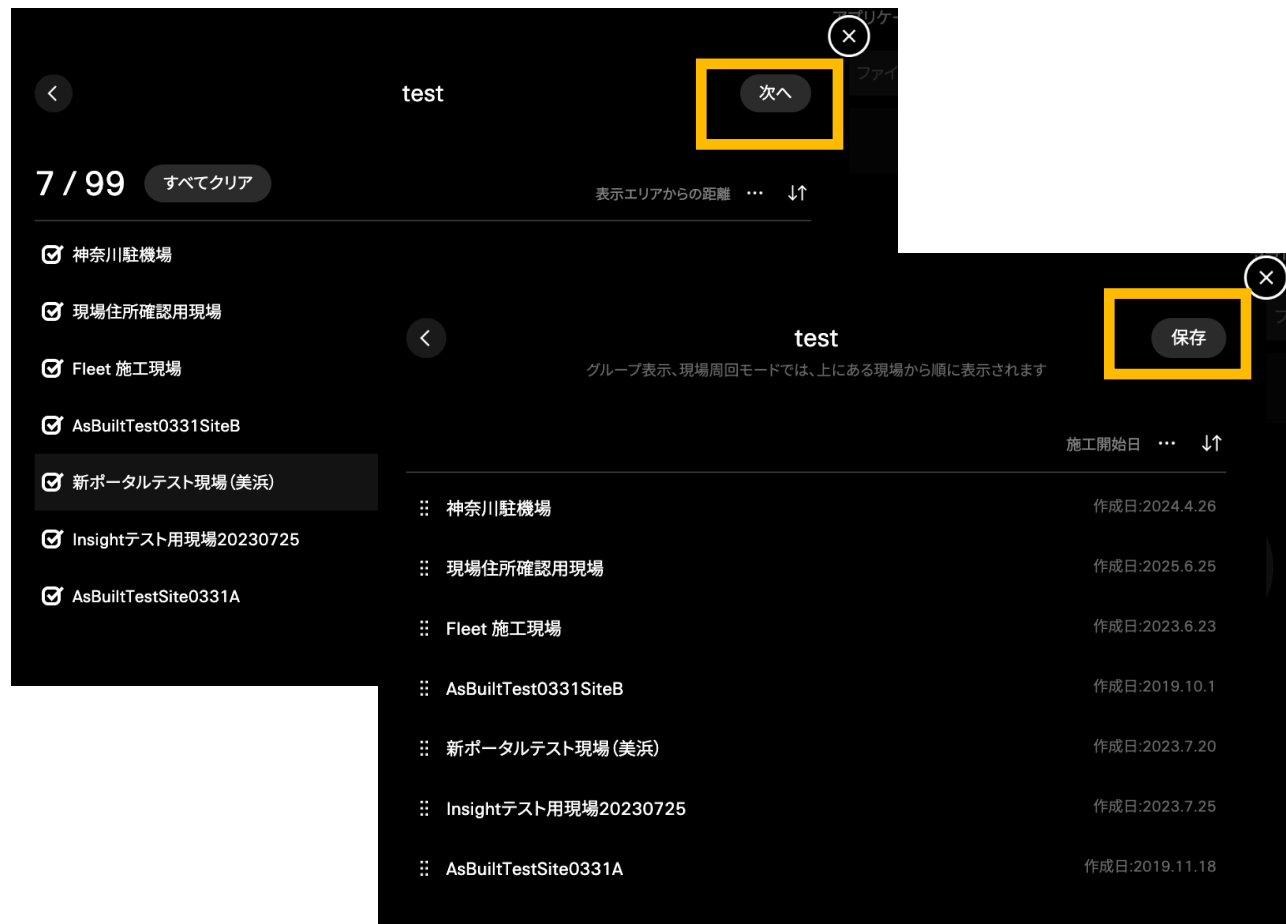 アプリケー
ファイ
test
次へ
7 / 99
すべてクリア
表示エリアからの距離
神奈川駐機場
現場住所確認用現場
Fleet 施工現場
AsBuiltTest0331SiteB
新ポータルテスト現場(美浜)
Insightテスト用現場20230725
AsBuiltTestSite0331A
test
保存
グループ表示、現場周回モードでは、上にある現場から順に表示されます
施工開始日
神奈川駐機場 作成日:2024.4.26
現場住所確認用現場 作成日:2025.6.25
Fleet 施工現場 作成日:2023.6.23
AsBuiltTest0331SiteB 作成日:2019.10.1
新ポータルテスト現場(美浜) 作成日:2023.7.20
Insightテスト用現場20230725 作成日:2023.7.25
AsBuiltTestSite0331A 作成日:2019.11.18